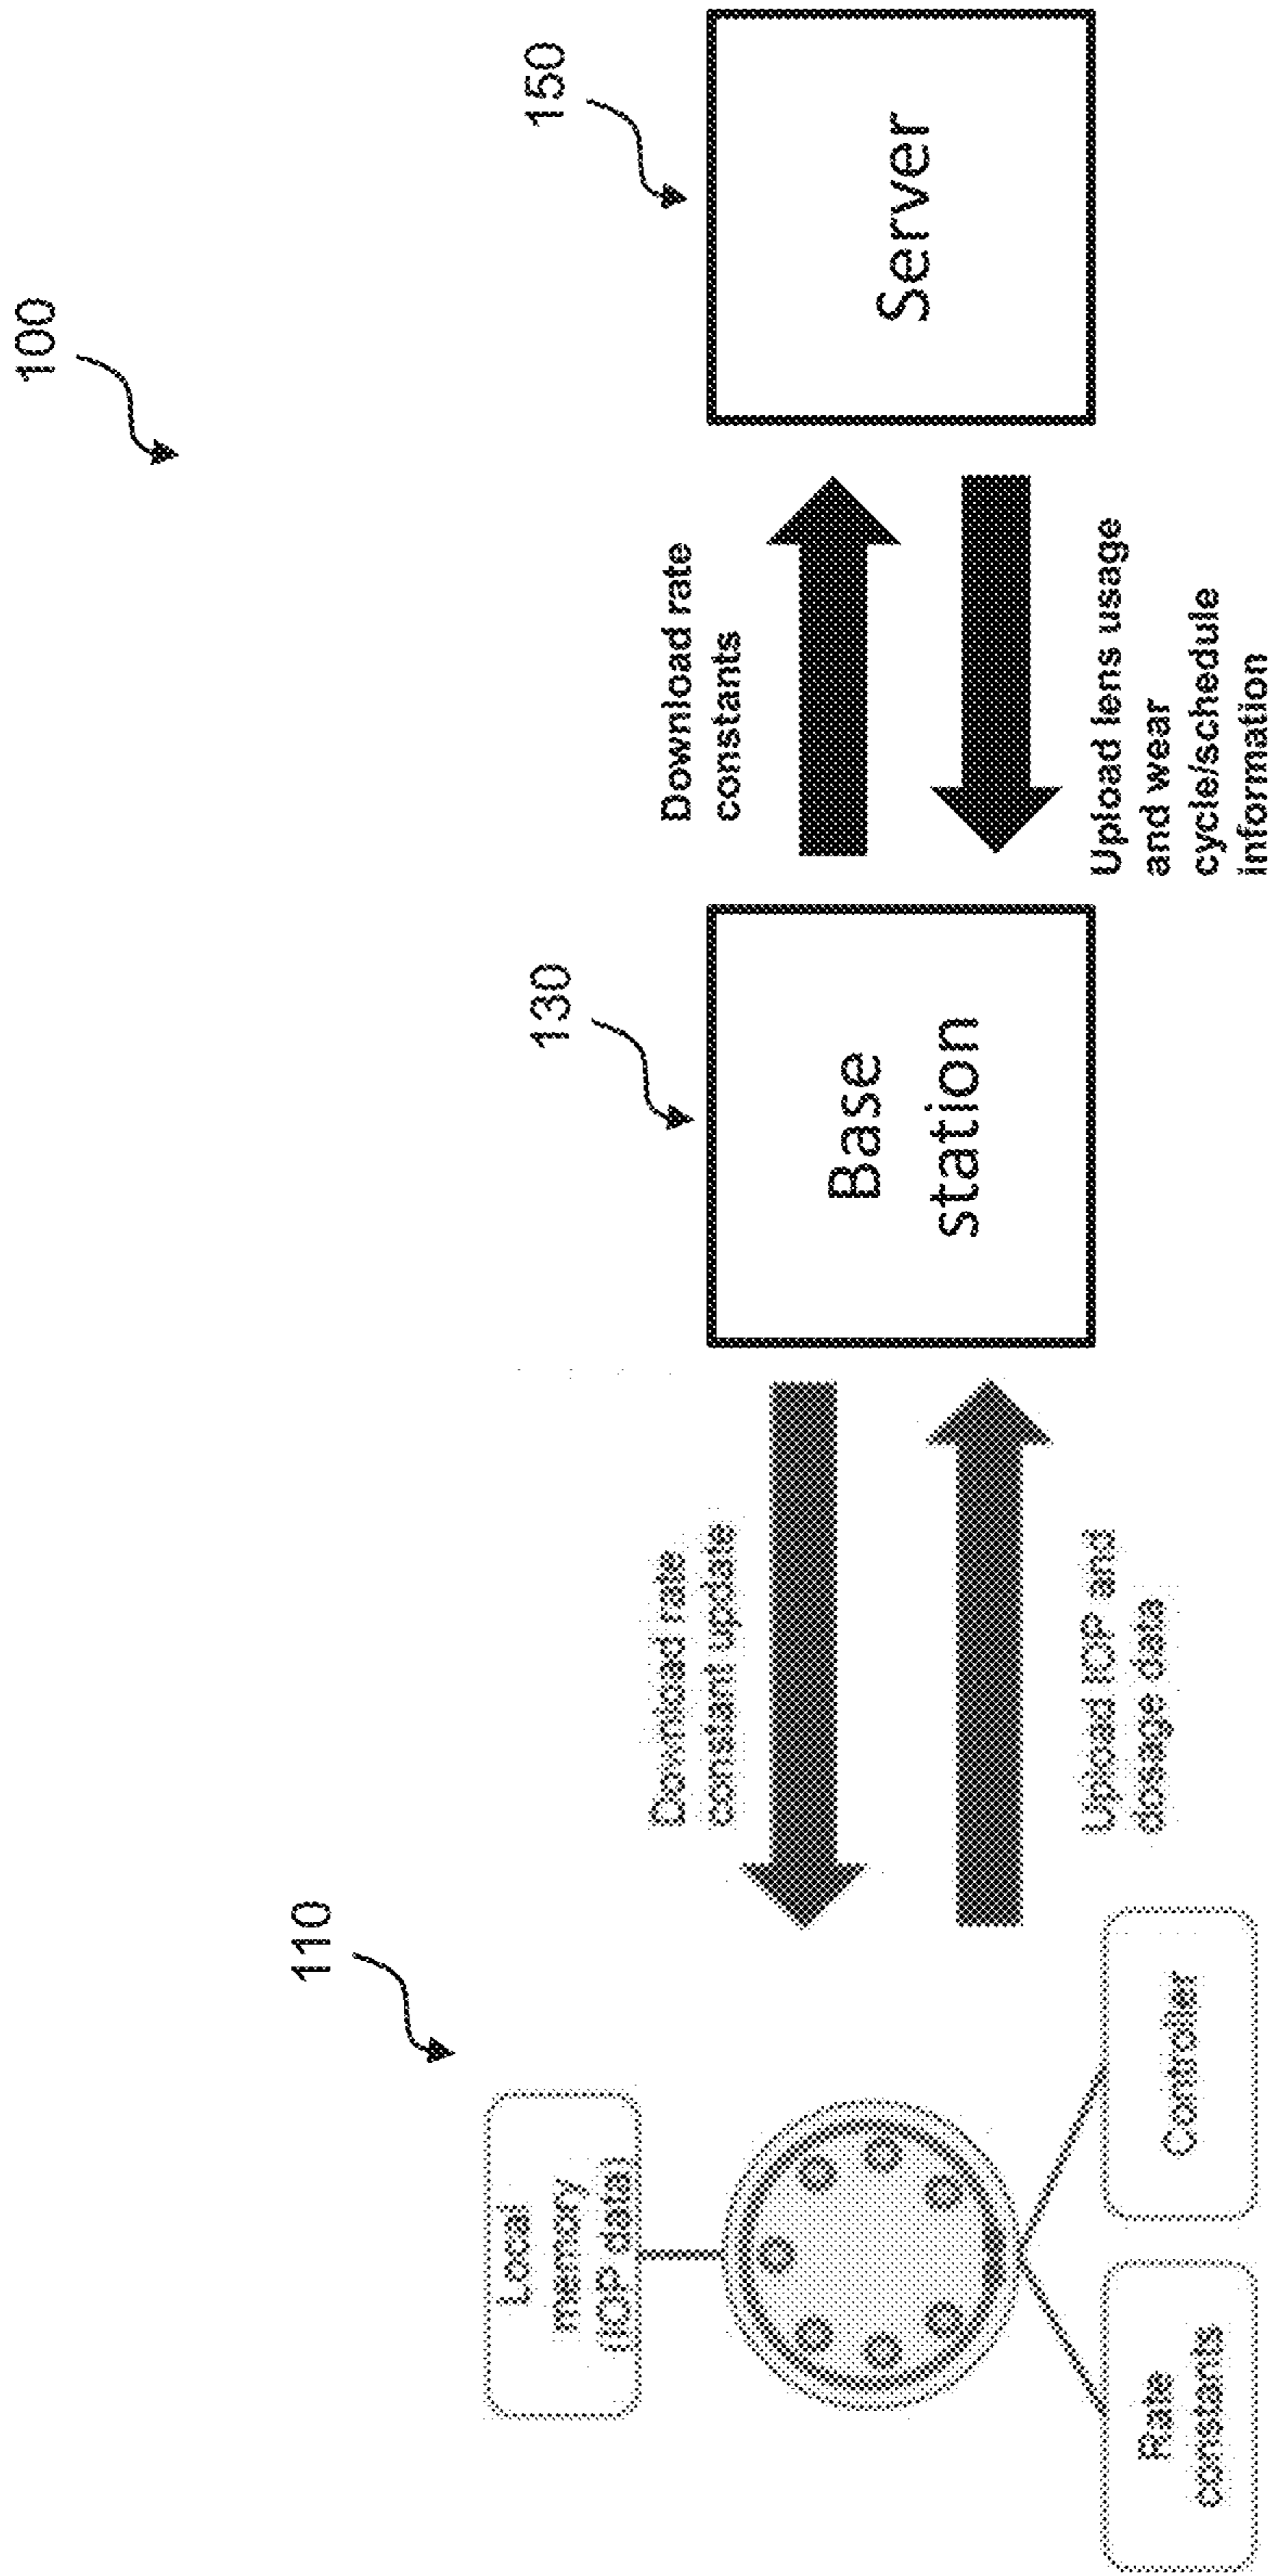 100
110
130
150
Local
memory
(IOP data)
Rate
constants
Controller
Download rate
constant update
Upload IOP and
dosage data
Base
station
Download rate
constants
Upload lens usage
and wear
cycle/schedule
information
Server